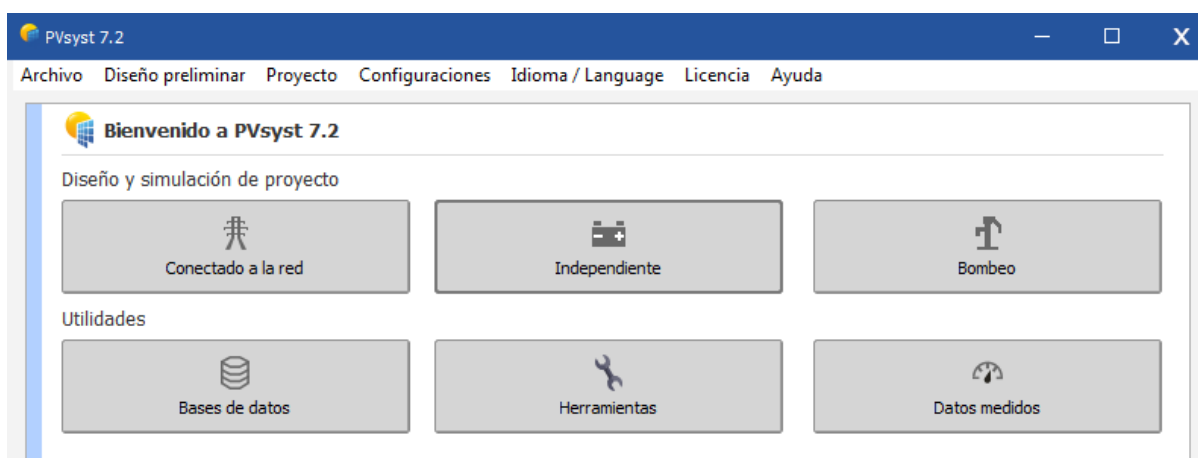 PVsyst 7.2
Archivo Diseño preliminar Proyecto Configuraciones Idioma / Language Licencia Ayuda
Bienvenido a PVsyst 7.2
Diseño y simulación de proyecto
Conectado a la red Independiente Bombeo
Utilidades
Bases de datos Herramientas Datos medidos